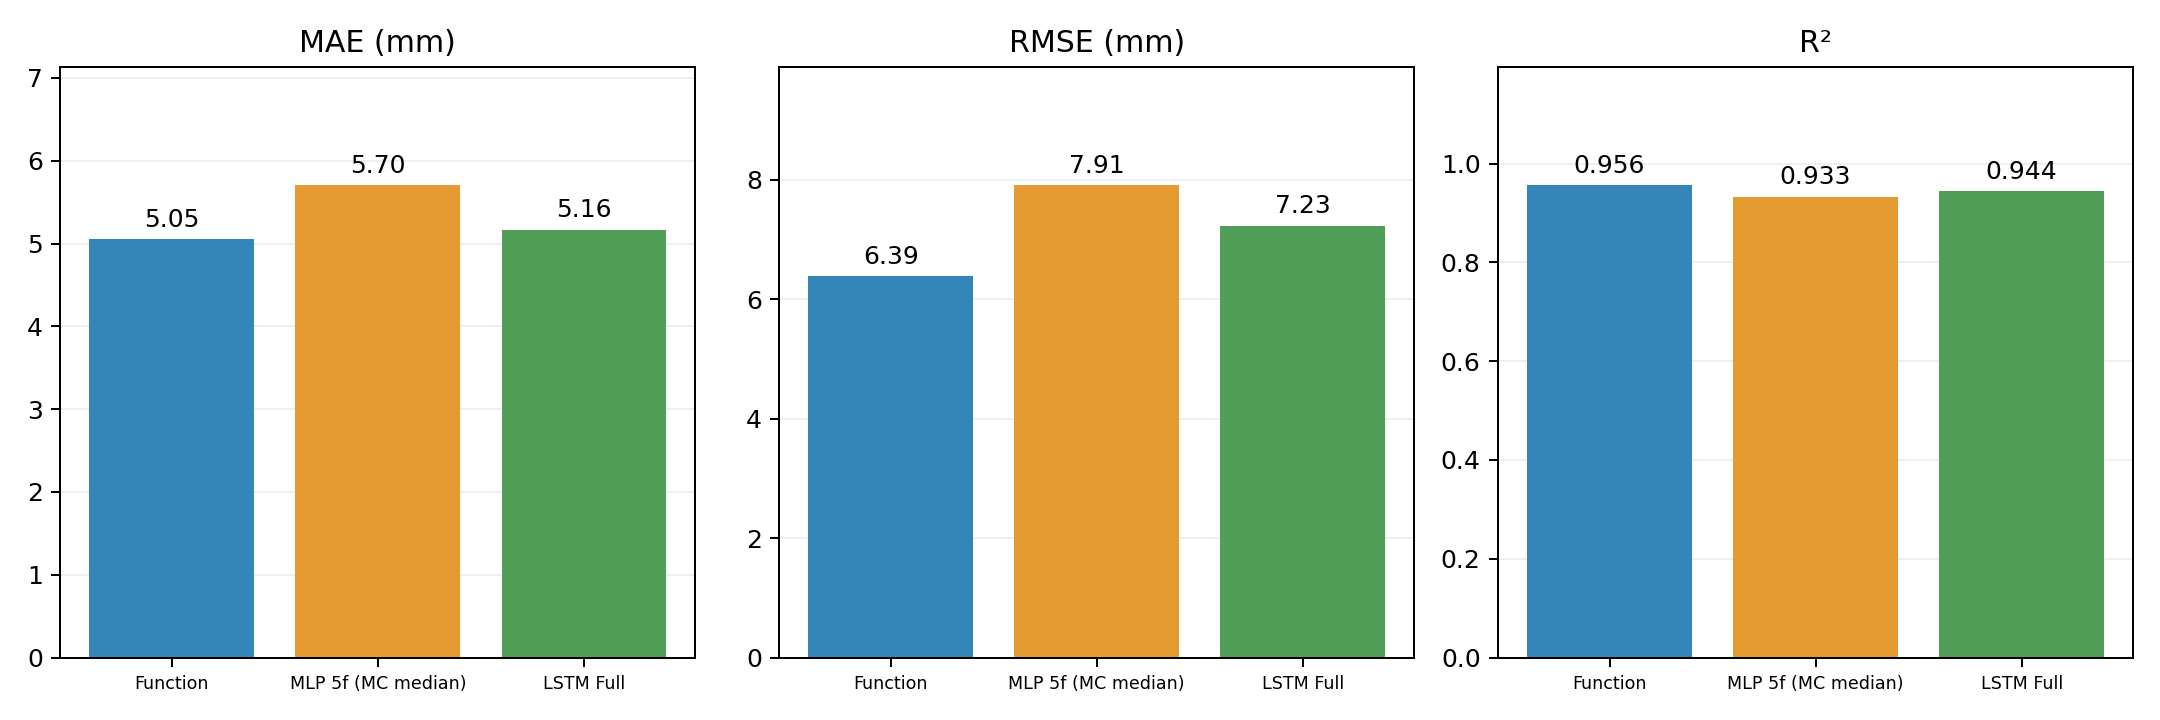 MAE (mm)
7
6
5
4
3
2
1
0
5.05
5.70
5.16
Function
MLP 5f (MC median)
LSTM Full
RMSE (mm)
8
6
4
2
0
6.39
7.91
7.23
Function
MLP 5f (MC median)
LSTM Full
R²
1.0
0.8
0.6
0.4
0.2
0.0
0.956
0.933
0.944
Function
MLP 5f (MC median)
LSTM Full